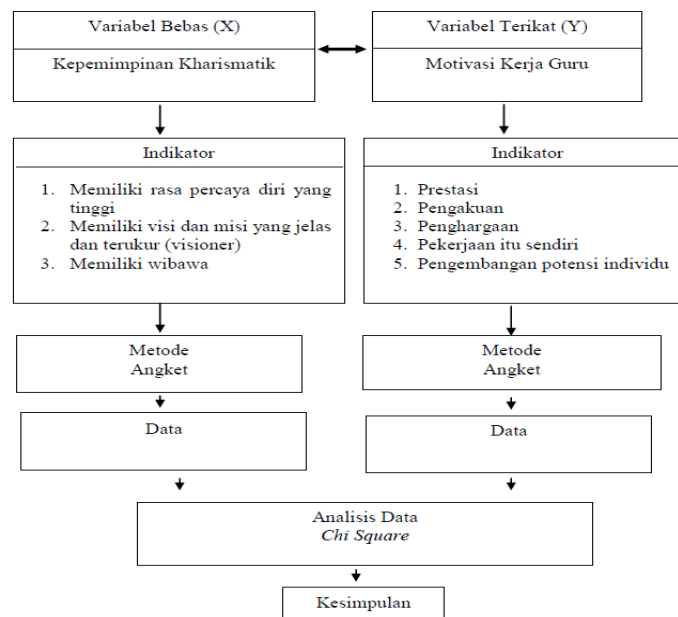 Variabel Bebas (X)
Kepemimpinan Kharismatik
Variabel Terikat (Y)
Motivasi Kerja Guru
Indikator
1. Memiliki rasa percaya diri yang
tinggi
2. Memiliki visi dan misi yang jelas
dan terukur (visioner)
3. Memiliki wibawa
Indikator
1. Prestasi
2. Pengakuan
3. Penghargaan
4. Pekerjaan itu sendiri
5. Pengembangan potensi individu
Metode
Angket
Metode
Angket
Data
Data
Analisis Data
Chi Square
Kesimpulan